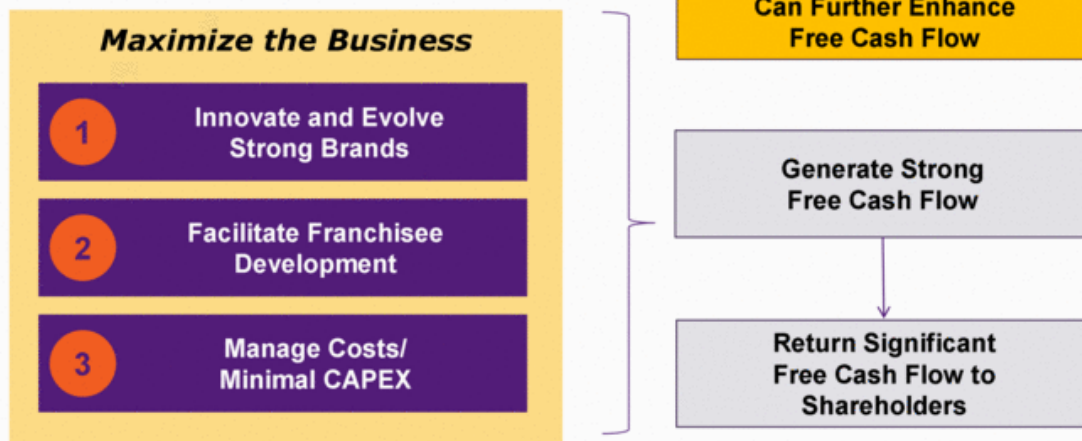 Maximize the Business
1
Innovate and Evolve
Strong Brands
2
Facilitate Franchisee
Development
3
Manage Costs/
Minimal CAPEX
Can Further Enhance
Free Cash Flow
Generate Strong
Free Cash Flow
Return Significant
Free Cash Flow to
Shareholders